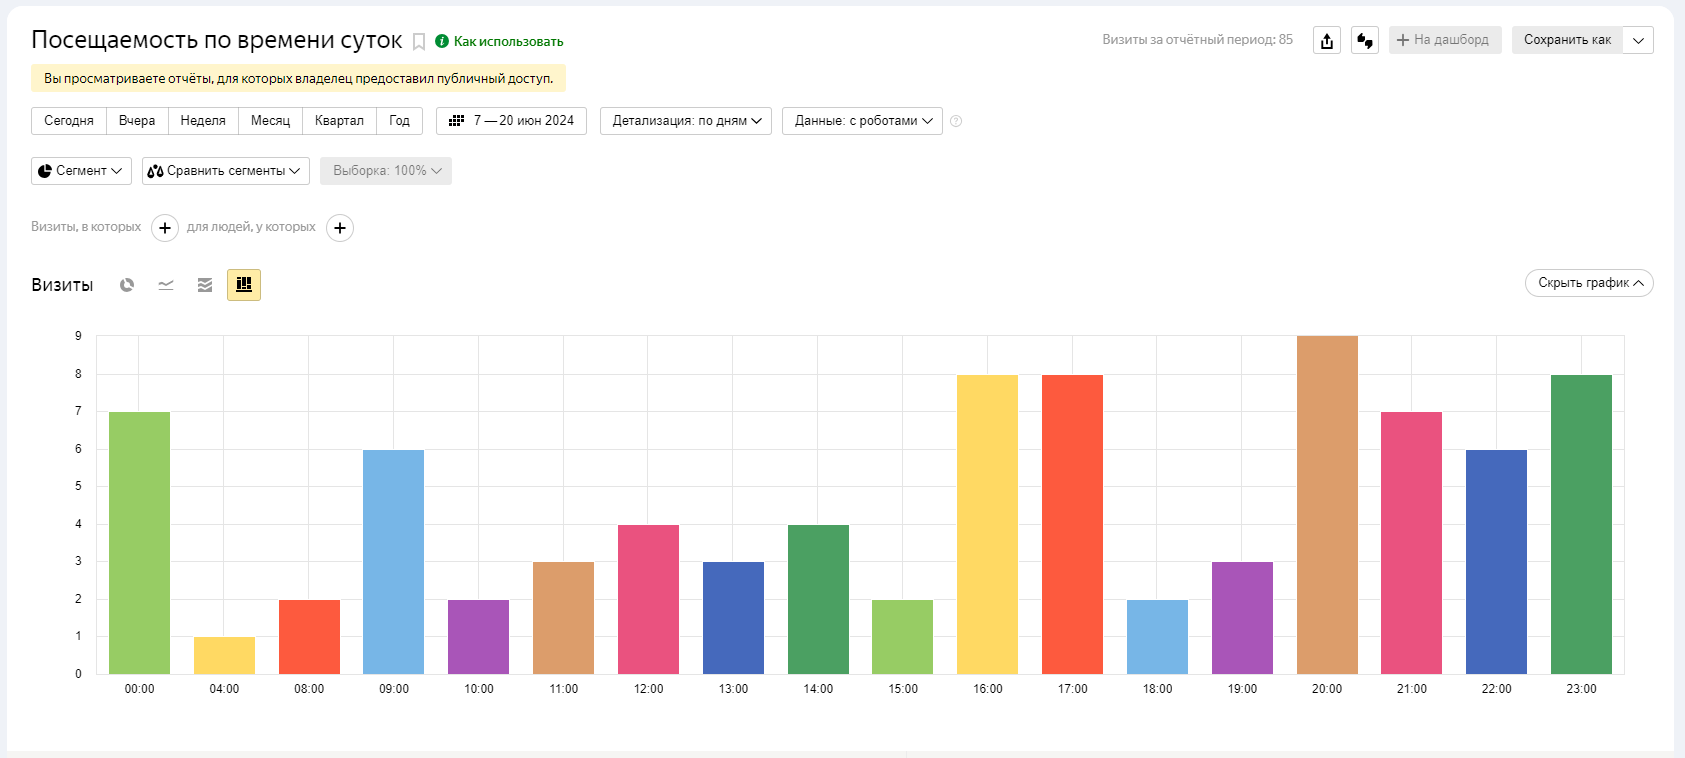 Посещаемость по времени суток Как использовать Визиты за отчётный период: 85 На дашборд Сохранить как
Вы просматриваете отчёты, для которых владелец предоставил публичный доступ.
Сегодня Вчера Неделя Месяц Квартал Год 7 — 20 июн 2024 Детализация: по дням Данные: с роботами ?
Сегмент Сравнить сегменты Выборка: 100%
Визиты, в которых + для людей, у которых +
Визиты Скрыть график
9
8
7
6
5
4
3
2
1
0
00:00 04:00 08:00 09:00 10:00 11:00 12:00 13:00 14:00 15:00 16:00 17:00 18:00 19:00 20:00 21:00 22:00 23:00